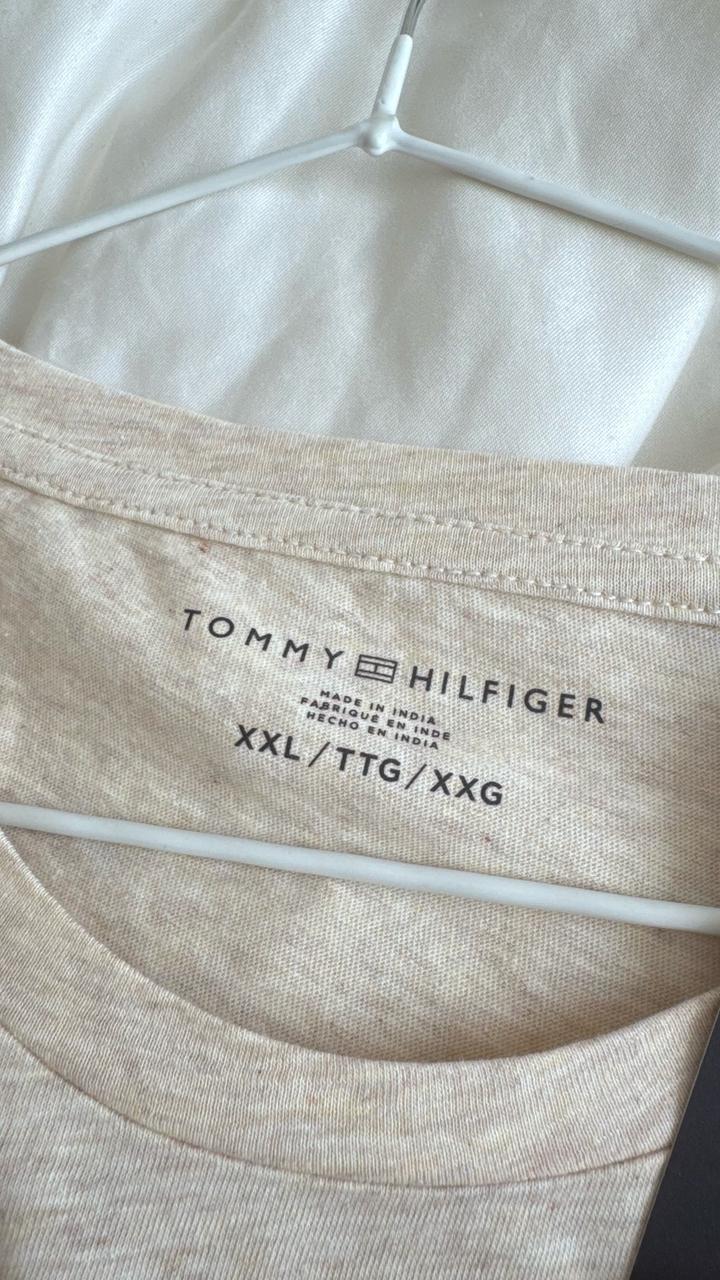 TOMMY HILFIGER
MADE IN INDIA
FABRIQUÉ EN INDE
HECHO EN INDIA
XXL/TTG/XXG